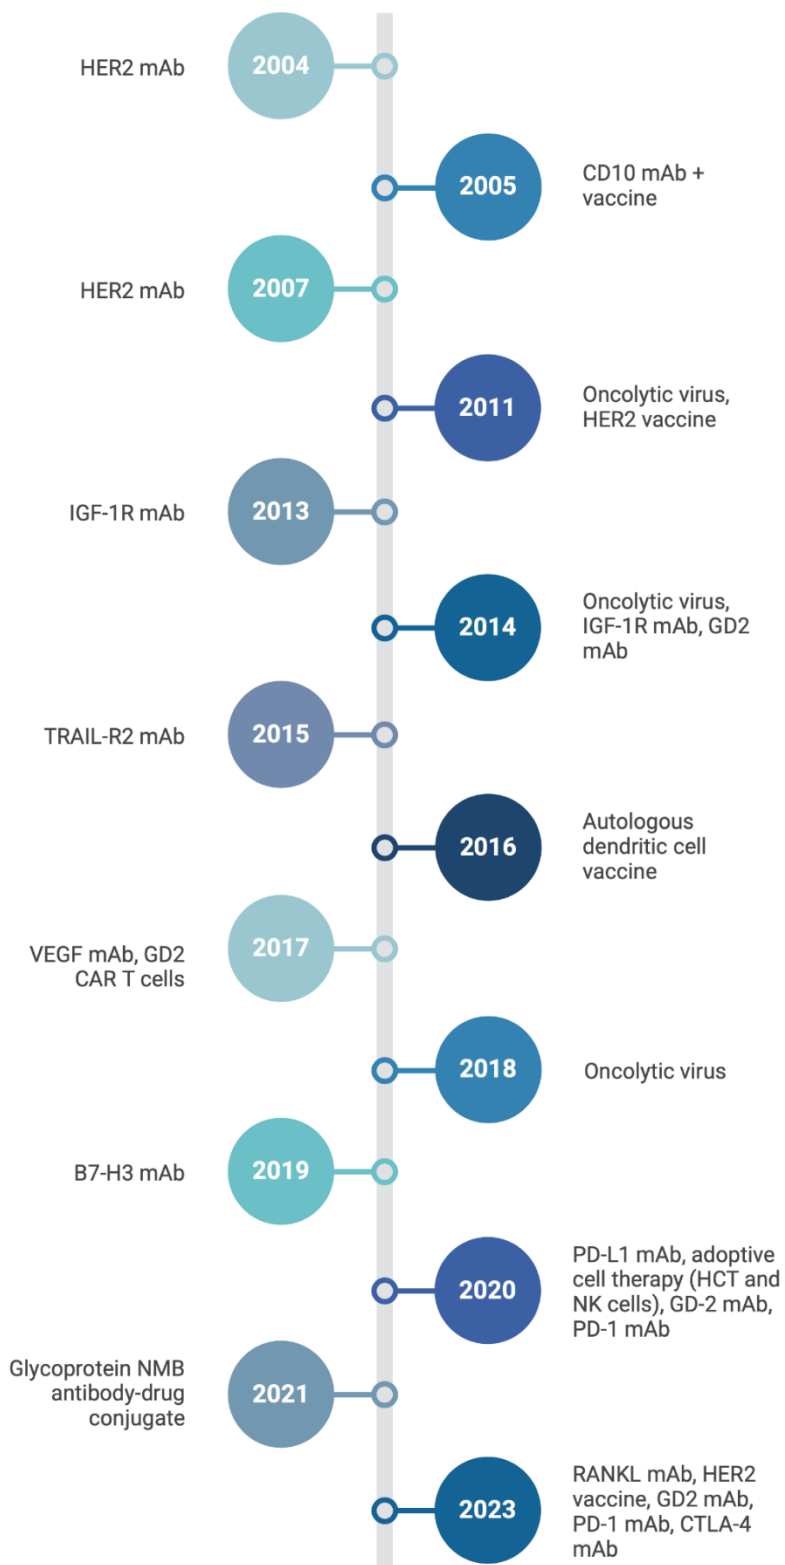 HER2 mAb
2004
2005
CD10 mAb +
vaccine
HER2 mAb
2007
2011
Oncolytic virus,
HER2 vaccine
IGF-1R mAb
2013
2014
Oncolytic virus,
IGF-1R mAb, GD2
mAb
TRAIL-R2 mAb
2015
2016
Autologous
dendritic cell
vaccine
VEGF mAb, GD2
CAR T cells
2017
2018
Oncolytic virus
B7-H3 mAb
2019
2020
PD-L1 mAb, adoptive
cell therapy (HCT and
NK cells), GD-2 mAb,
PD-1 mAb
Glycoprotein NMB
antibody-drug
conjugate
2021
2023
RANKL mAb, HER2
vaccine, GD2 mAb,
PD-1 mAb, CTLA-4
mAb